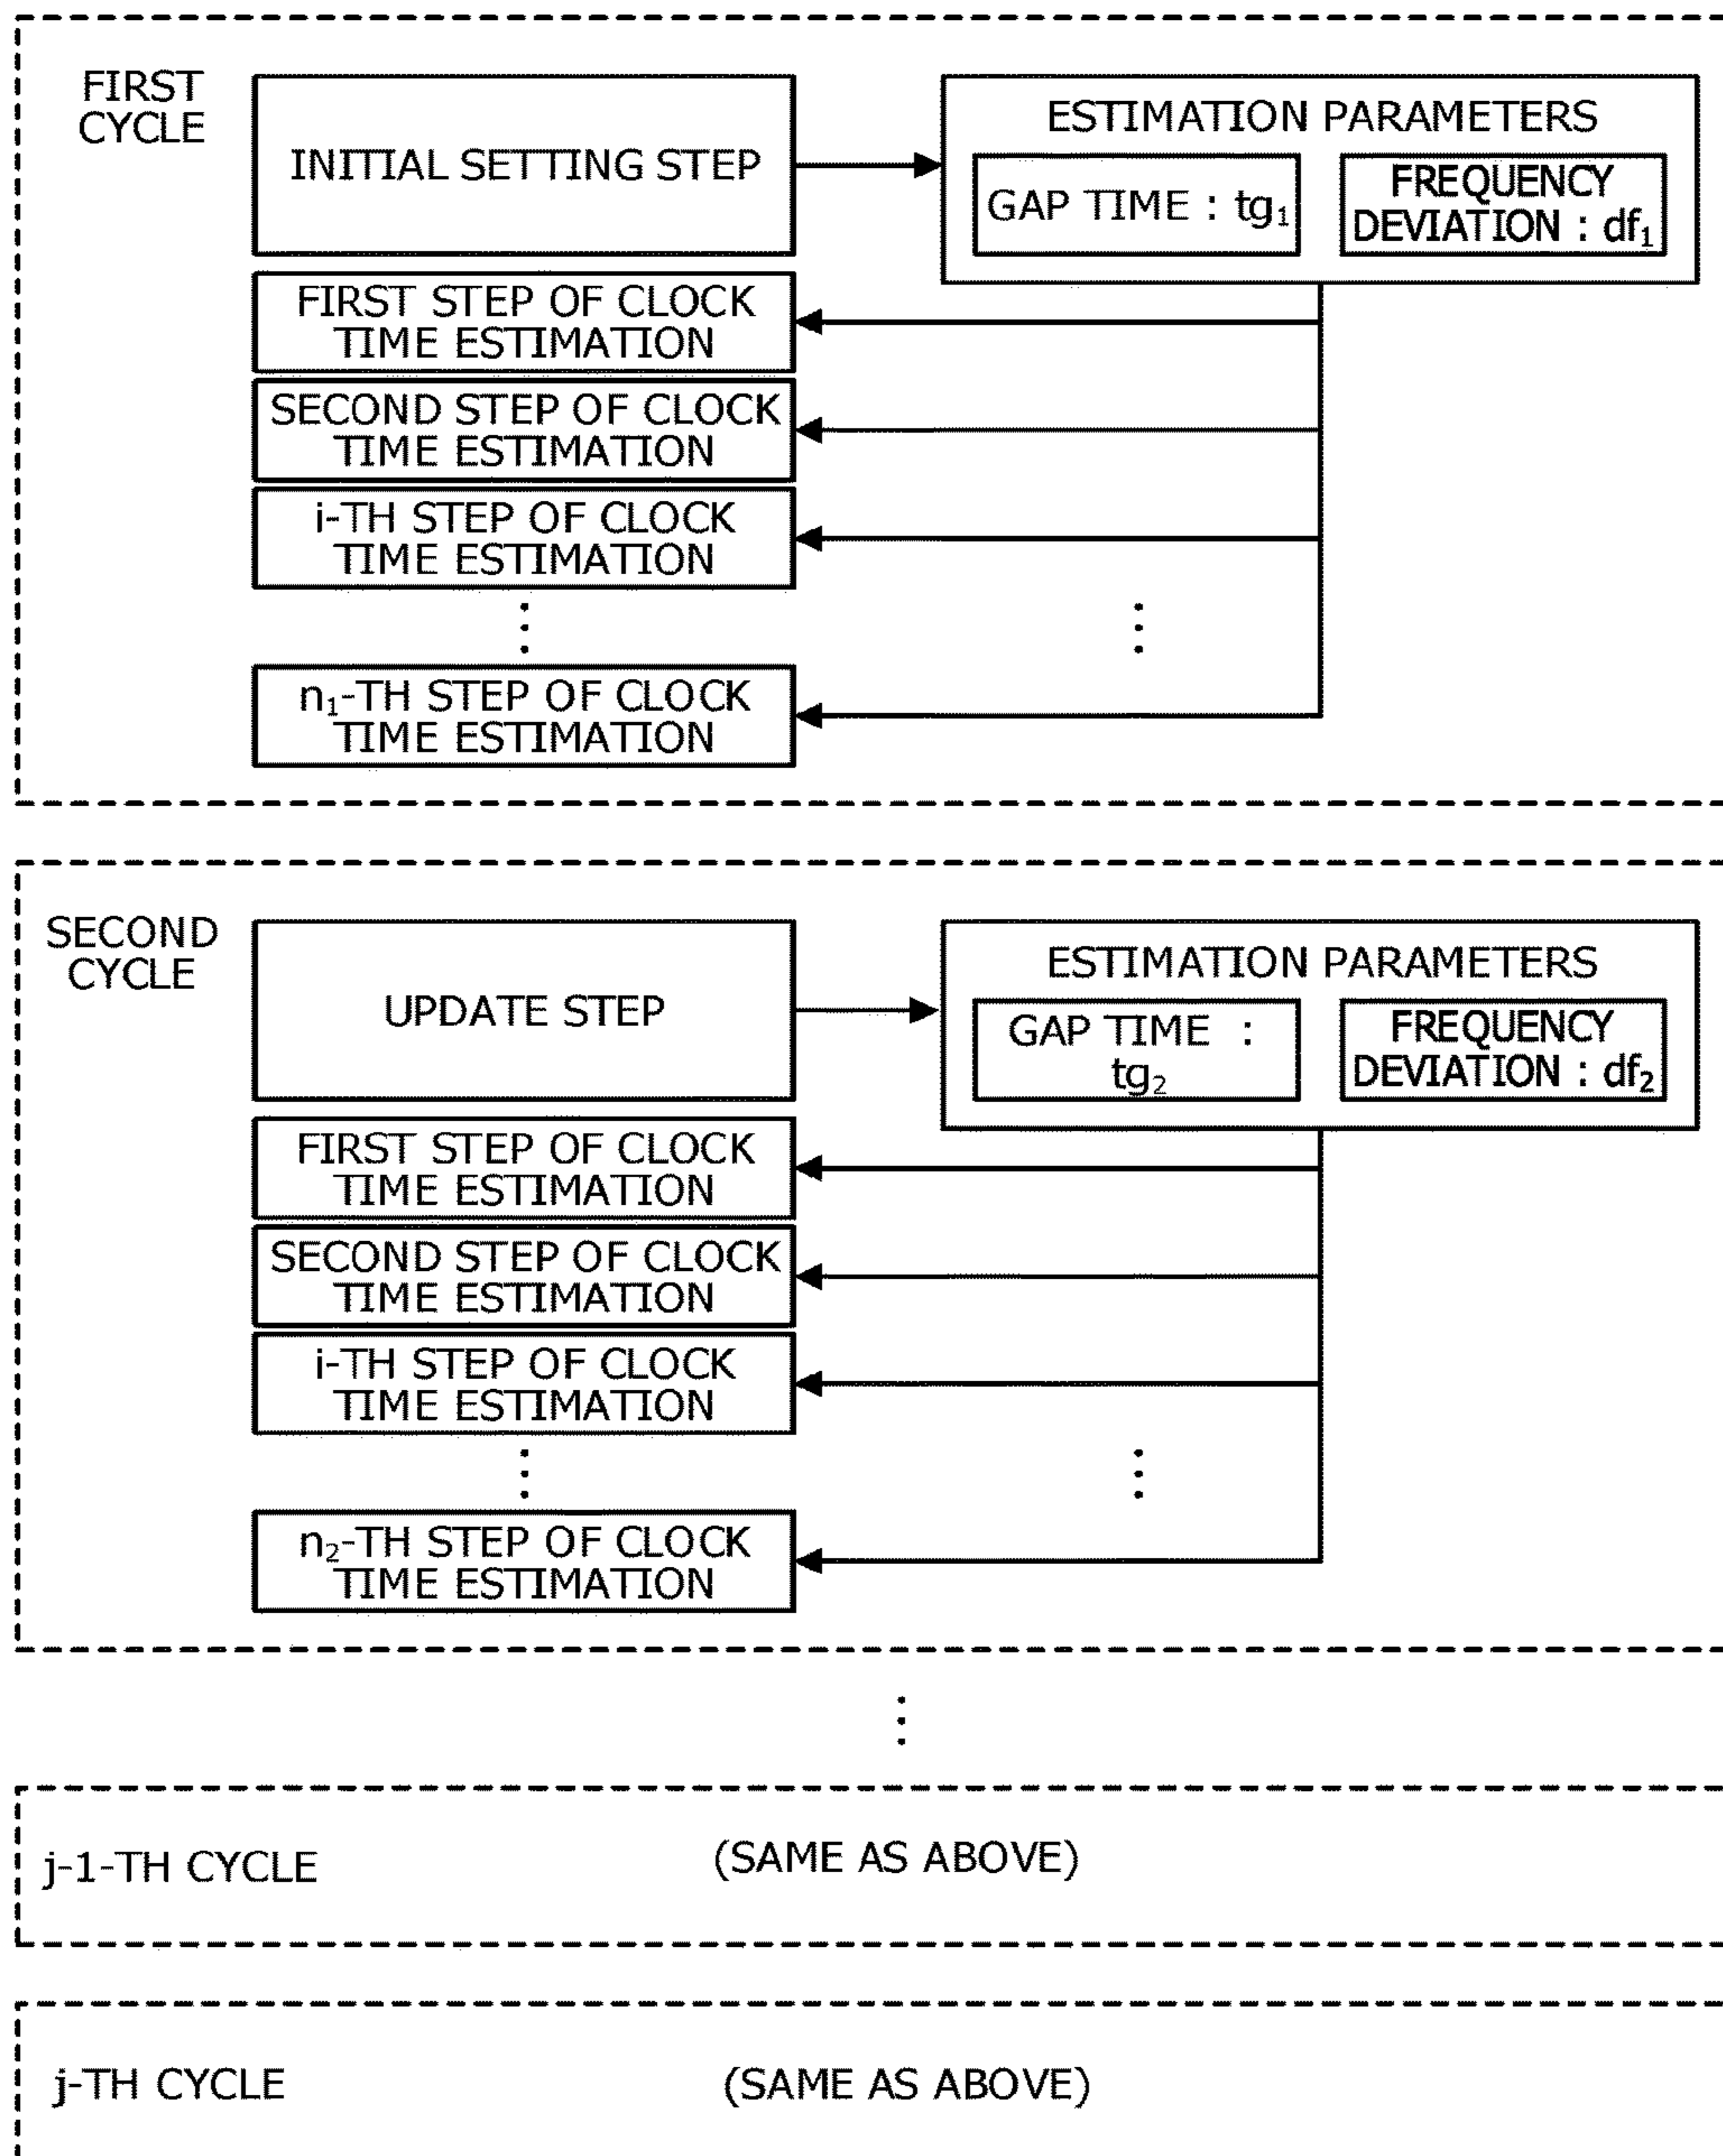 FIRST
CYCLE
INITIAL SETTING STEP
ESTIMATION PARAMETERS
GAP TIME : tg₁
FREQUENCY
DEVIATION : df₁
FIRST STEP OF CLOCK
TIME ESTIMATION
SECOND STEP OF CLOCK
TIME ESTIMATION
i-TH STEP OF CLOCK
TIME ESTIMATION
n₁-TH STEP OF CLOCK
TIME ESTIMATION
SECOND
CYCLE
UPDATE STEP
ESTIMATION PARAMETERS
GAP TIME :
tg₂
FREQUENCY
DEVIATION : df₂
FIRST STEP OF CLOCK
TIME ESTIMATION
SECOND STEP OF CLOCK
TIME ESTIMATION
i-TH STEP OF CLOCK
TIME ESTIMATION
n₂-TH STEP OF CLOCK
TIME ESTIMATION
j-1-TH CYCLE
(SAME AS ABOVE)
j-TH CYCLE
(SAME AS ABOVE)